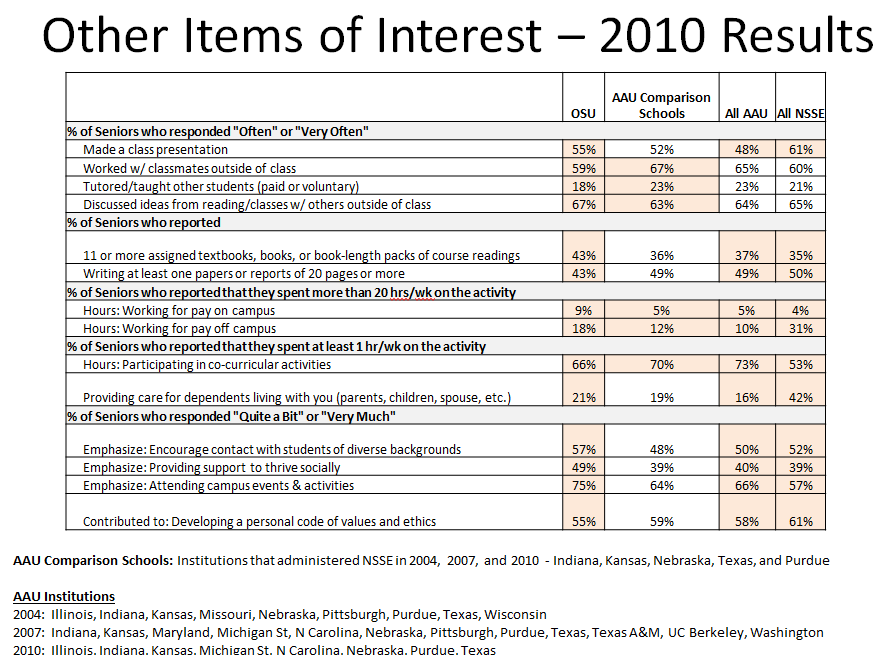 Other Items of Interest – 2010 Results
OSU AAU Comparison Schools All AAU All NSSE
% of Seniors who responded "Often" or "Very Often"
Made a class presentation 55% 52% 48% 61%
Worked w/ classmates outside of class 59% 67% 65% 60%
Tutored/taught other students (paid or voluntary) 18% 23% 23% 21%
Discussed ideas from reading/classes w/ others outside of class 67% 63% 64% 65%
% of Seniors who reported
11 or more assigned textbooks, books, or book-length packs of course readings 43% 36% 37% 35%
Writing at least one papers or reports of 20 pages or more 43% 49% 49% 50%
% of Seniors who reported that they spent more than 20 hrs/wk on the activity
Hours: Working for pay on campus 9% 5% 5% 4%
Hours: Working for pay off campus 18% 12% 10% 31%
% of Seniors who reported that they spent at least 1 hr/wk on the activity
Hours: Participating in co-curricular activities 66% 70% 73% 53%
Providing care for dependents living with you (parents, children, spouse, etc.) 21% 19% 16% 42%
% of Seniors who responded "Quite a Bit" or "Very Much"
Emphasize: Encourage contact with students of diverse backgrounds 57% 48% 50% 52%
Emphasize: Providing support to thrive socially 49% 39% 40% 39%
Emphasize: Attending campus events & activities 75% 64% 66% 57%
Contributed to: Developing a personal code of values and ethics 55% 59% 58% 61%
AAU Comparison Schools: Institutions that administered NSSE in 2004, 2007, and 2010 - Indiana, Kansas, Nebraska, Texas, and Purdue
AAU Institutions
2004: Illinois, Indiana, Kansas, Missouri, Nebraska, Pittsburgh, Purdue, Texas, Wisconsin
2007: Indiana, Kansas, Maryland, Michigan St, N Carolina, Nebraska, Pittsburgh, Purdue, Texas, Texas A&M, UC Berkeley, Washington
2010: Illinois, Indiana, Kansas, Michigan St, N Carolina, Nebraska, Purdue, Texas